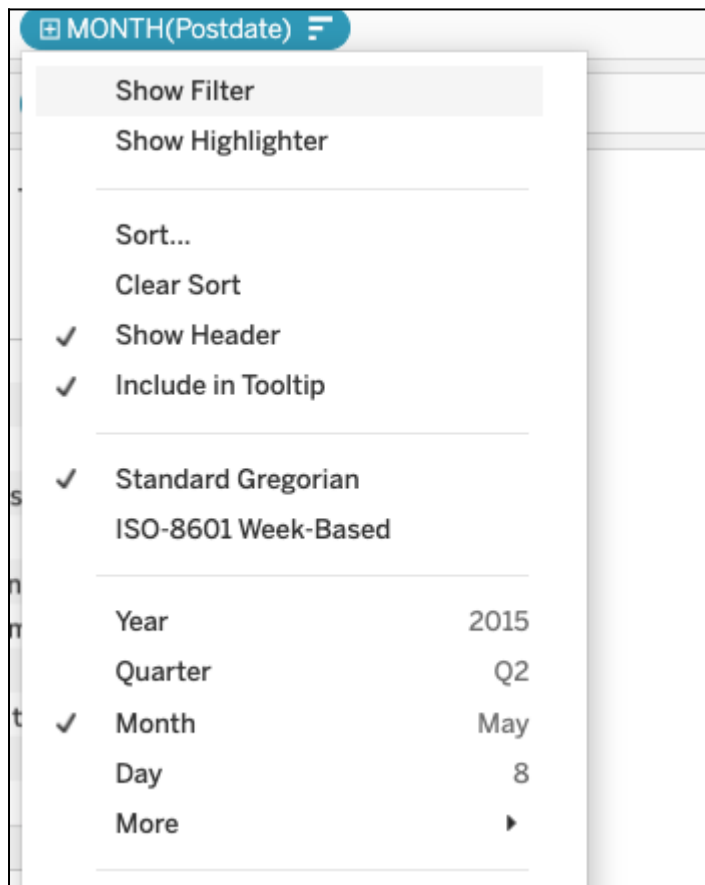 MONTH(Postdate)
Show Filter
Show Highlighter
Sort...
Clear Sort
Show Header
Include in Tooltip
Standard Gregorian
ISO-8601 Week-Based
Year 2015
Quarter Q2
Month May
Day 8
More